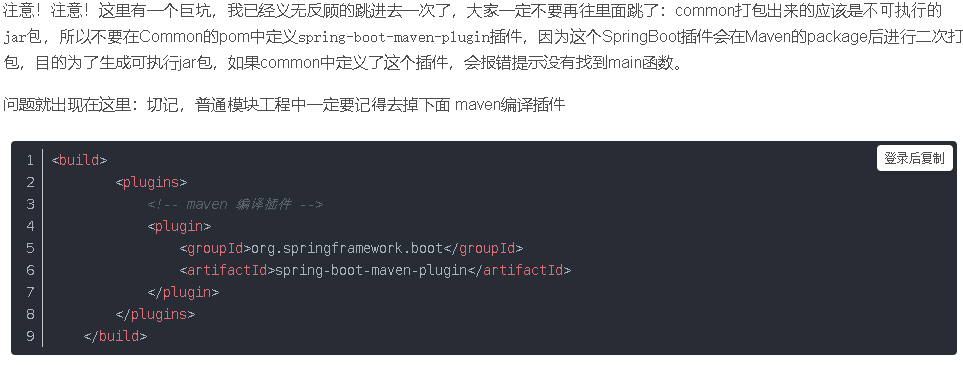 注意！注意！这里有一个巨坑，我已经义无反顾的跳进去一次了，大家一定不要再往里面跳了：common打包出来的应该是不可执行的
jar包，所以不要在Common的pom中定义spring-boot-maven-plugin插件，因为这个SpringBoot插件会在Maven的package后进行二次打
包，目的为了生成可执行jar包，如果common中定义了这个插件，会报错提示没有找到main函数。
问题就出现在这里：切记，普通模块工程中一定要记得去掉下面 maven编译插件
登录后复制
1 <build>
2 <plugins>
3 <!-- maven 编译插件 -->
4 <plugin>
5 <groupId>org.springframework.boot</groupId>
6 <artifactId>spring-boot-maven-plugin</artifactId>
7 </plugin>
8 </plugins>
9 </build>